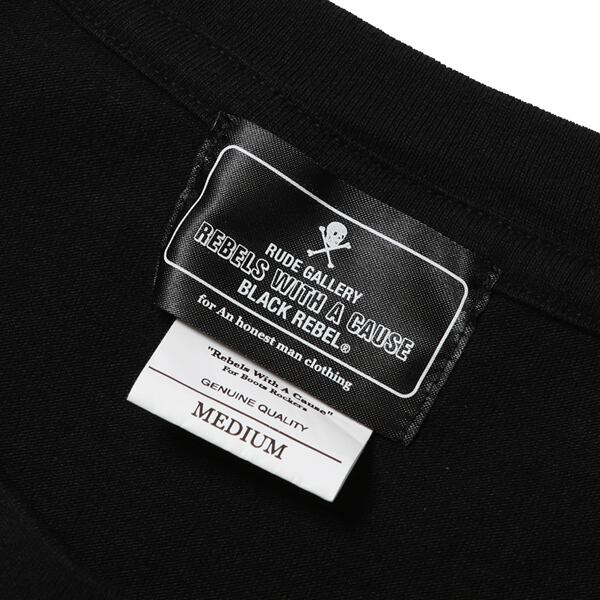 RUDE GALLERY
REBELS WITH A CAUSE
BLACK REBEL®
for An honest man clothing
"Rebels With A Cause"
For Boots Rockers
GENUINE QUALITY
MEDIUM